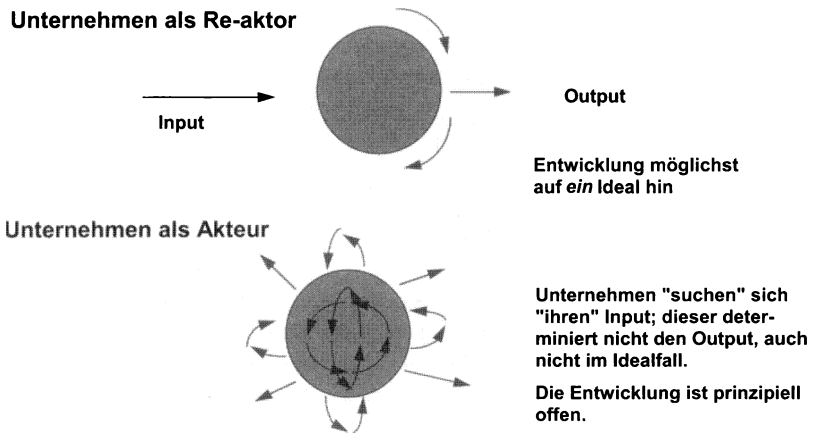 Unternehmen als Re-aktor
Input
Output
Entwicklung möglichst
auf ein Ideal hin
Unternehmen als Akteur
Unternehmen "suchen" sich
"ihren" Input; dieser deter-
miniert nicht den Output, auch
nicht im Idealfall.
Die Entwicklung ist prinzipiell
offen.